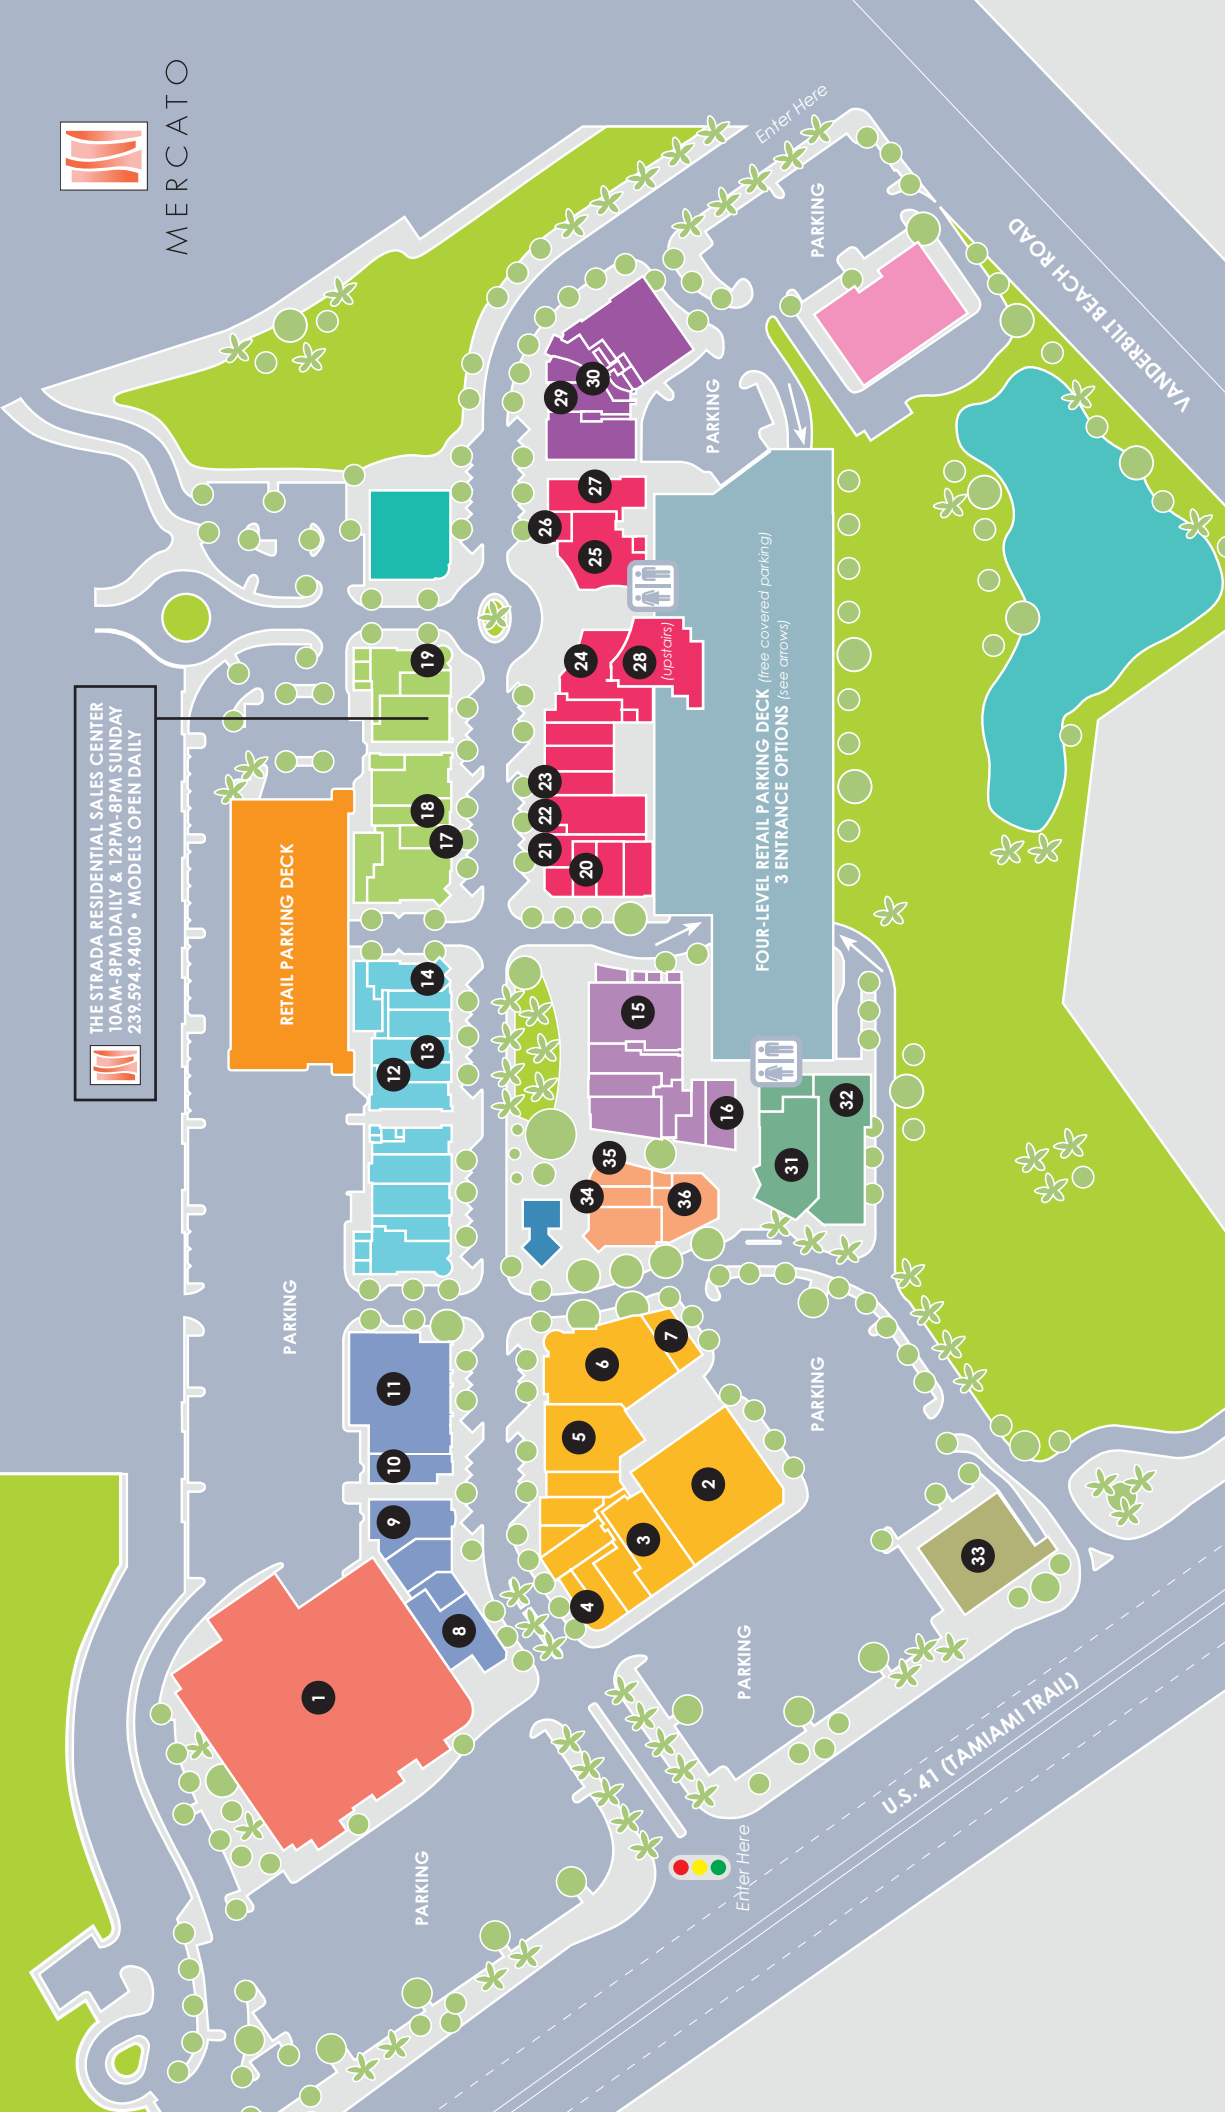 MERCATO
THE STRADA RESIDENTIAL SALES CENTER
10AM-8PM DAILY & 12PM-8PM SUNDAY
239.594.9400 • MODELS OPEN DAILY
RETAIL PARKING DECK
PARKING
PARKING
1
8
9
10
11
12
13
14
17
18
19
4
3
2
5
6
7
34
35
36
15
16
31
32
20
21
22
23
24
28
(upstairs)
25
26
27
29
30
FOUR-LEVEL RETAIL PARKING DECK (free covered parking)
3 ENTRANCE OPTIONS (see arrows)
PARKING
PARKING
Enter Here
VANDERBILT BEACH ROAD
PARKING
PARKING
33
Enter Here
U.S. 41 (TAMIAMI TRAIL)